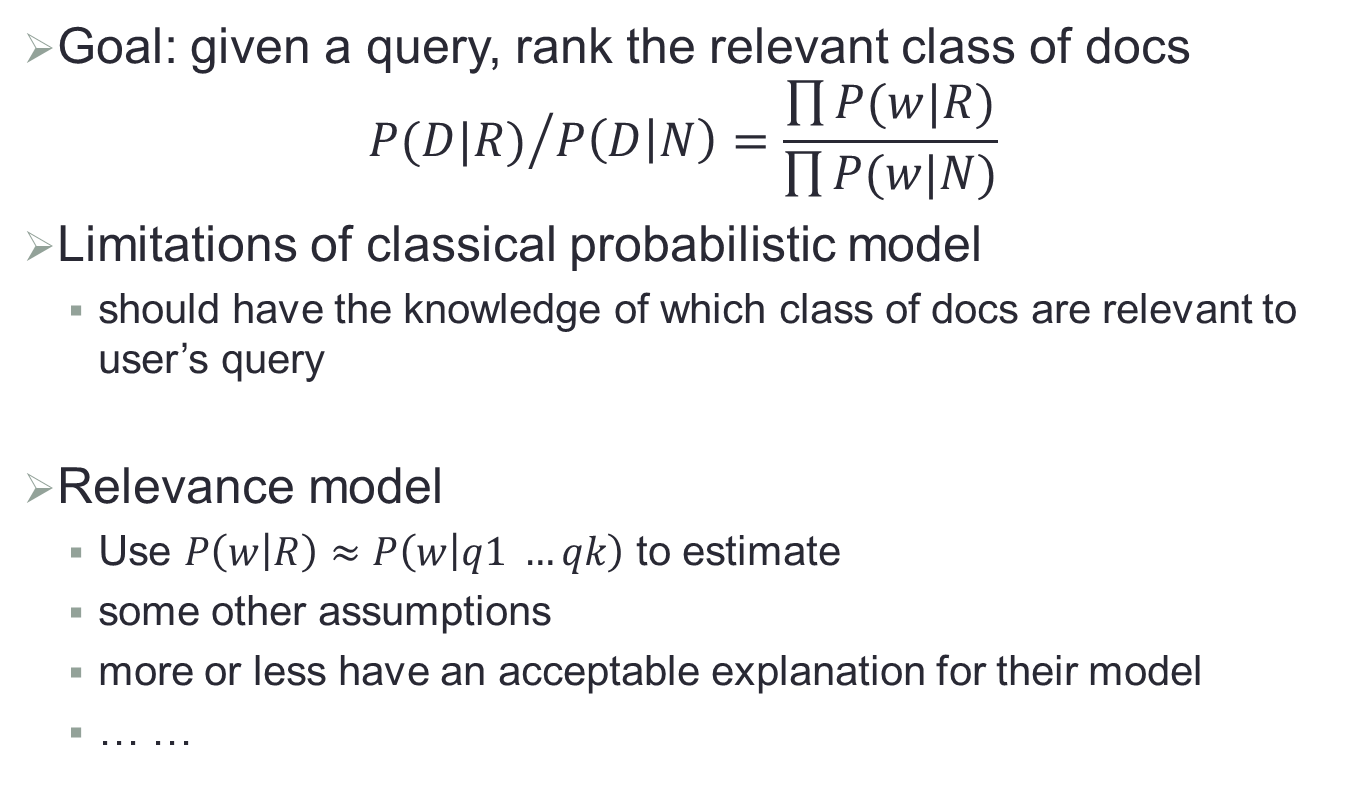 ➢Goal: given a query, rank the relevant class of docs
P(D|R)/P(D|N) = ∏ P(w|R) / ∏ P(w|N)
➢Limitations of classical probabilistic model
▪ should have the knowledge of which class of docs are relevant to
user’s query
➢Relevance model
▪ Use P(w|R) ≈ P(w|q1 … qk) to estimate
▪ some other assumptions
▪ more or less have an acceptable explanation for their model
▪ … …